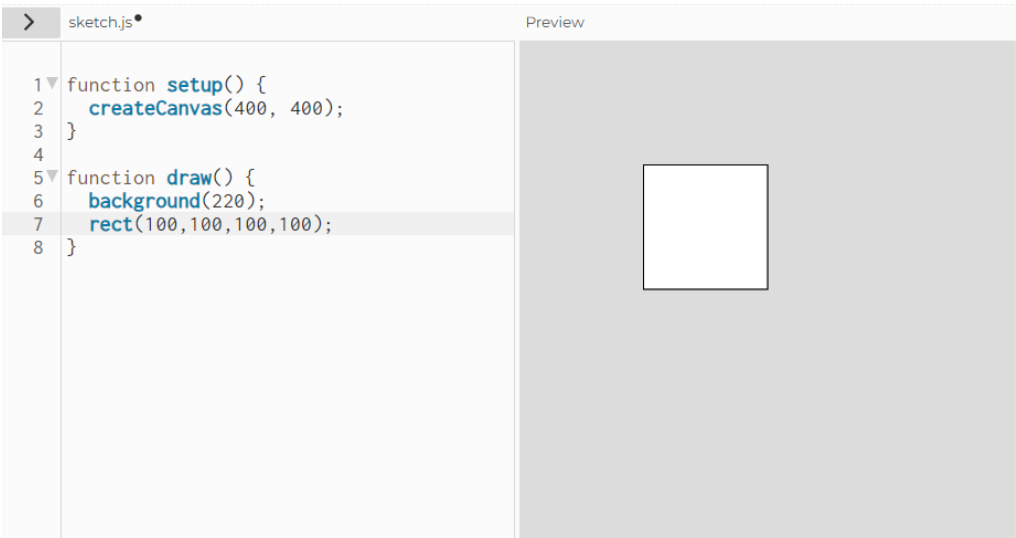 sketch.js
Preview
1 function setup() {
2   createCanvas(400, 400);
3 }
4
5 function draw() {
6   background(220);
7   rect(100,100,100,100);
8 }